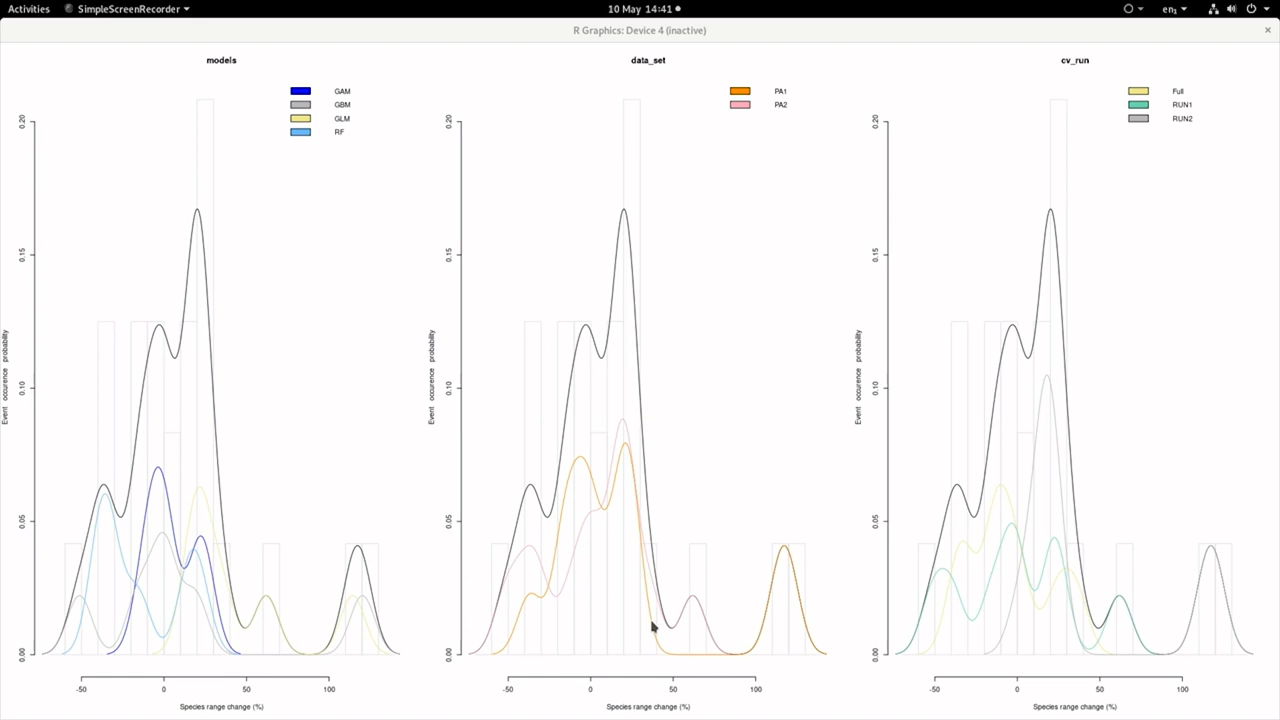 Activities SimpleScreenRecorder 10 May 14:41 en₁
R Graphics: Device 4 (inactive)
models
GAM
GBM
GLM
RF
0.20
0.15
0.10
0.05
0.00
Event occurence probability
-50 0 50 100
Species range change (%)
data_set
PA1
PA2
0.20
0.15
0.10
0.05
0.00
Event occurence probability
-50 0 50 100
Species range change (%)
cv_run
Full
RUN1
RUN2
0.20
0.15
0.10
0.05
0.00
Event occurence probability
-50 0 50 100
Species range change (%)